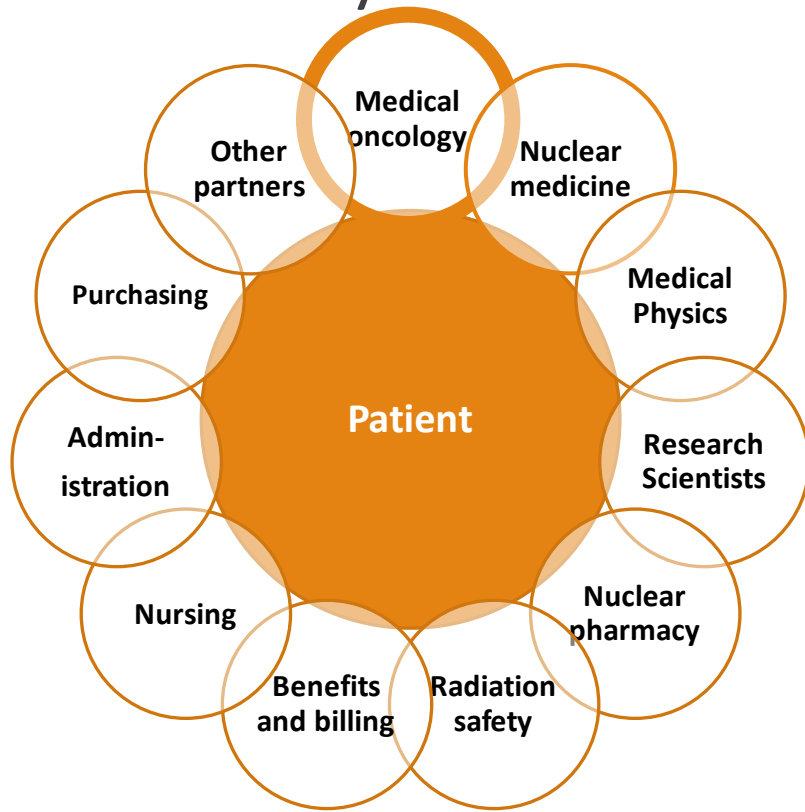 Medical
oncology
Nuclear
medicine
Medical
Physics
Research
Scientists
Nuclear
pharmacy
Radiation
safety
Benefits
and billing
Nursing
Admin-
istration
Purchasing
Other
partners
Patient